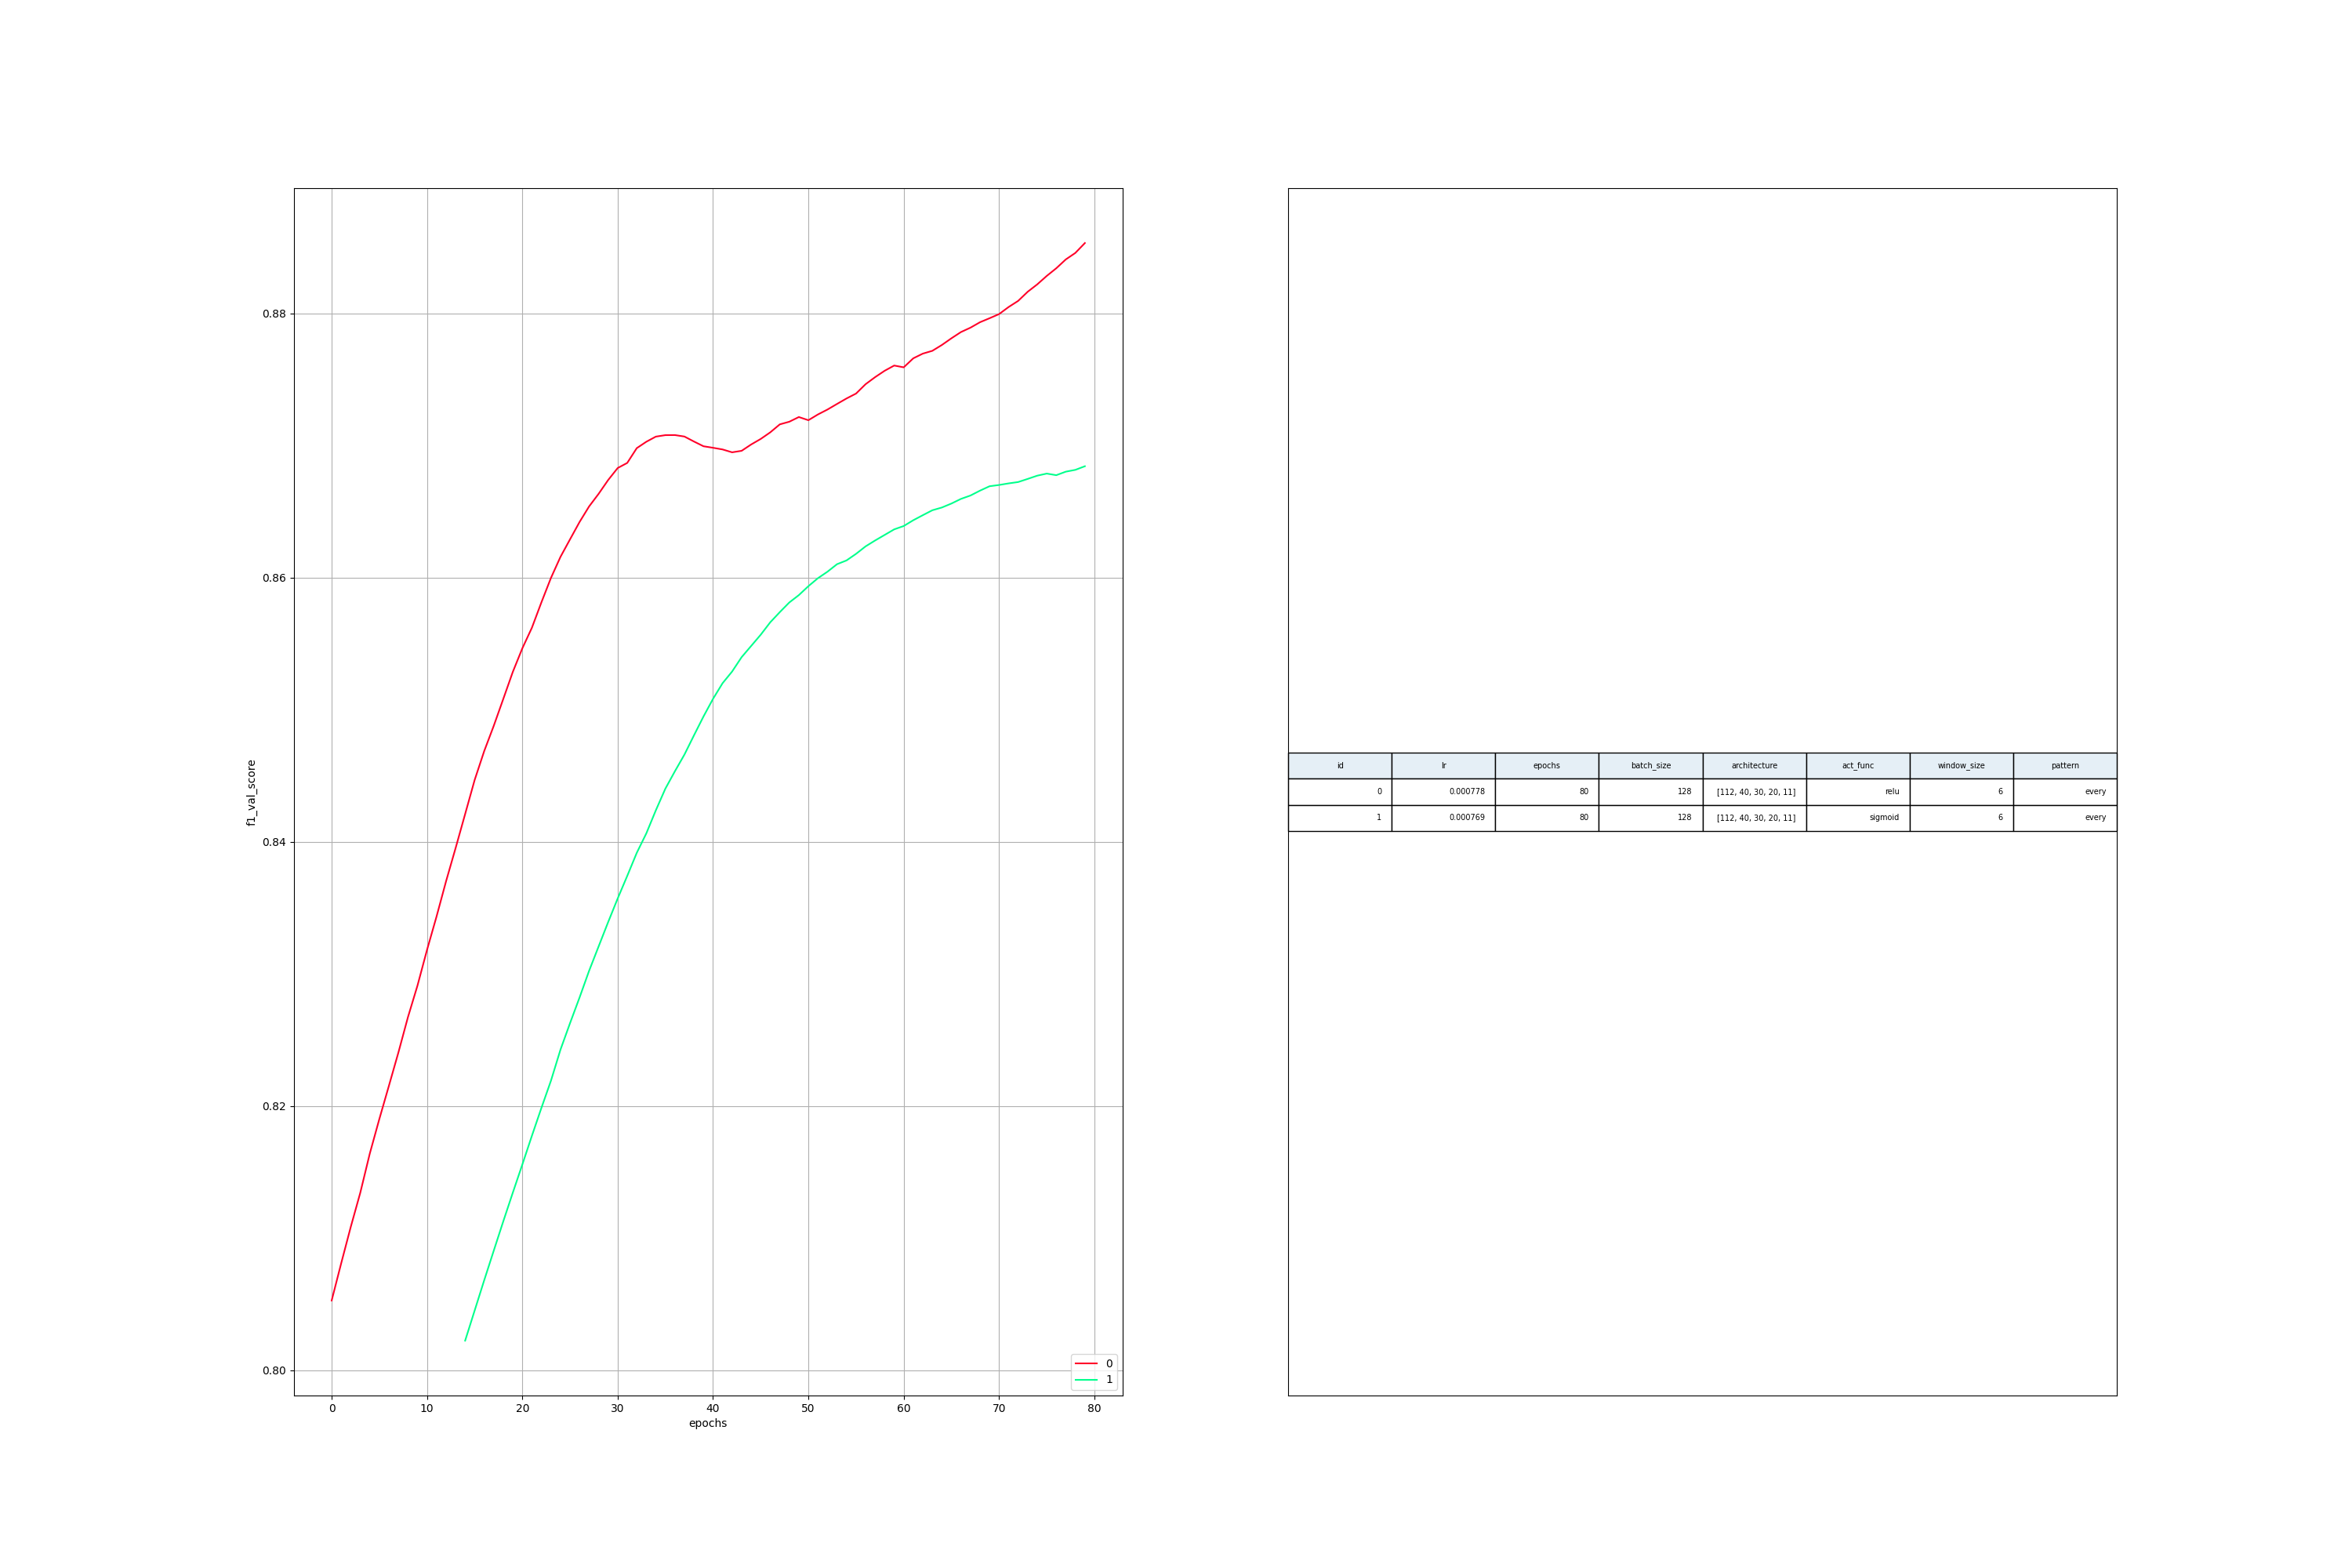 0.88
0.86
0.84
0.82
0.80
f1_val_score
0 10 20 30 40 50 60 70 80
epochs
0
1
id lr epochs batch_size architecture act_func window_size pattern
0 0.000778 80 128 [112, 40, 30, 20, 11] relu 6 every
1 0.000769 80 128 [112, 40, 30, 20, 11] sigmoid 6 every